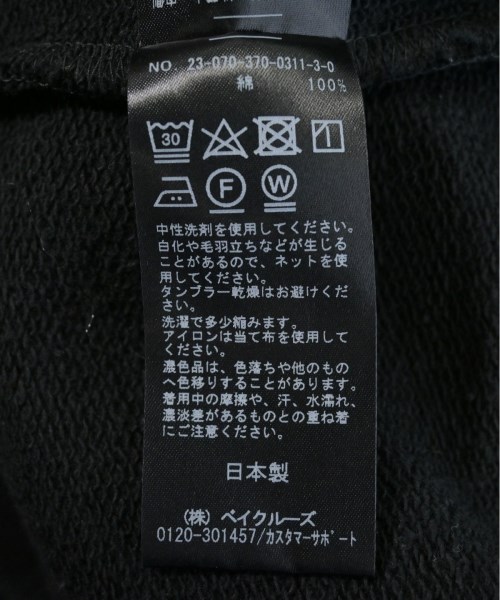 NO. 23-070-370-0311-3-0
綿 100%
30
F W
中性洗剤を使用してください。
白化や毛羽立ちなどが生じる
ことがあるので、ネットを使
用してください。
タンブラー乾燥はお避けくだ
さい。
洗濯で多少縮みます。
アイロンは当て布を使用して
ください。
濃色品は、色落ちや他のもの
へ色移りすることがあります。
着用中の摩擦や、汗、水濡れ、
濃淡差があるものとの重ね着
にご注意ください。
日本製
(株) ベイクルーズ
0120-301457/カスタマーサポート